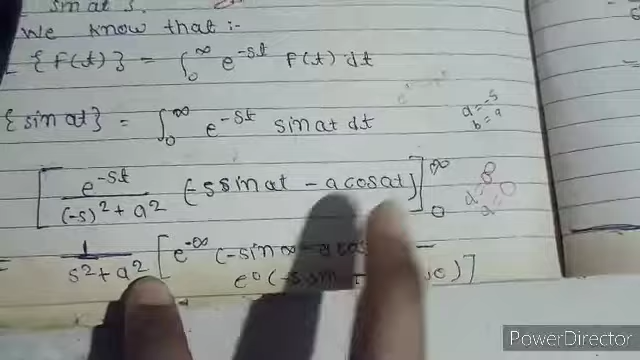 sin at }.
We know that :-
{f(t)} = ∫₀^∞ e^-st f(t) dt
{sin at} = ∫₀^∞ e^-st sin at dt
a = -s
b = a
[ e^-st / (-s)² + a² (-s sin at - a cos at) ]₀^∞
= 1 / s² + a² [ e^-∞ (-sin ∞ - a cos
e⁰ (-s sin
PowerDirector